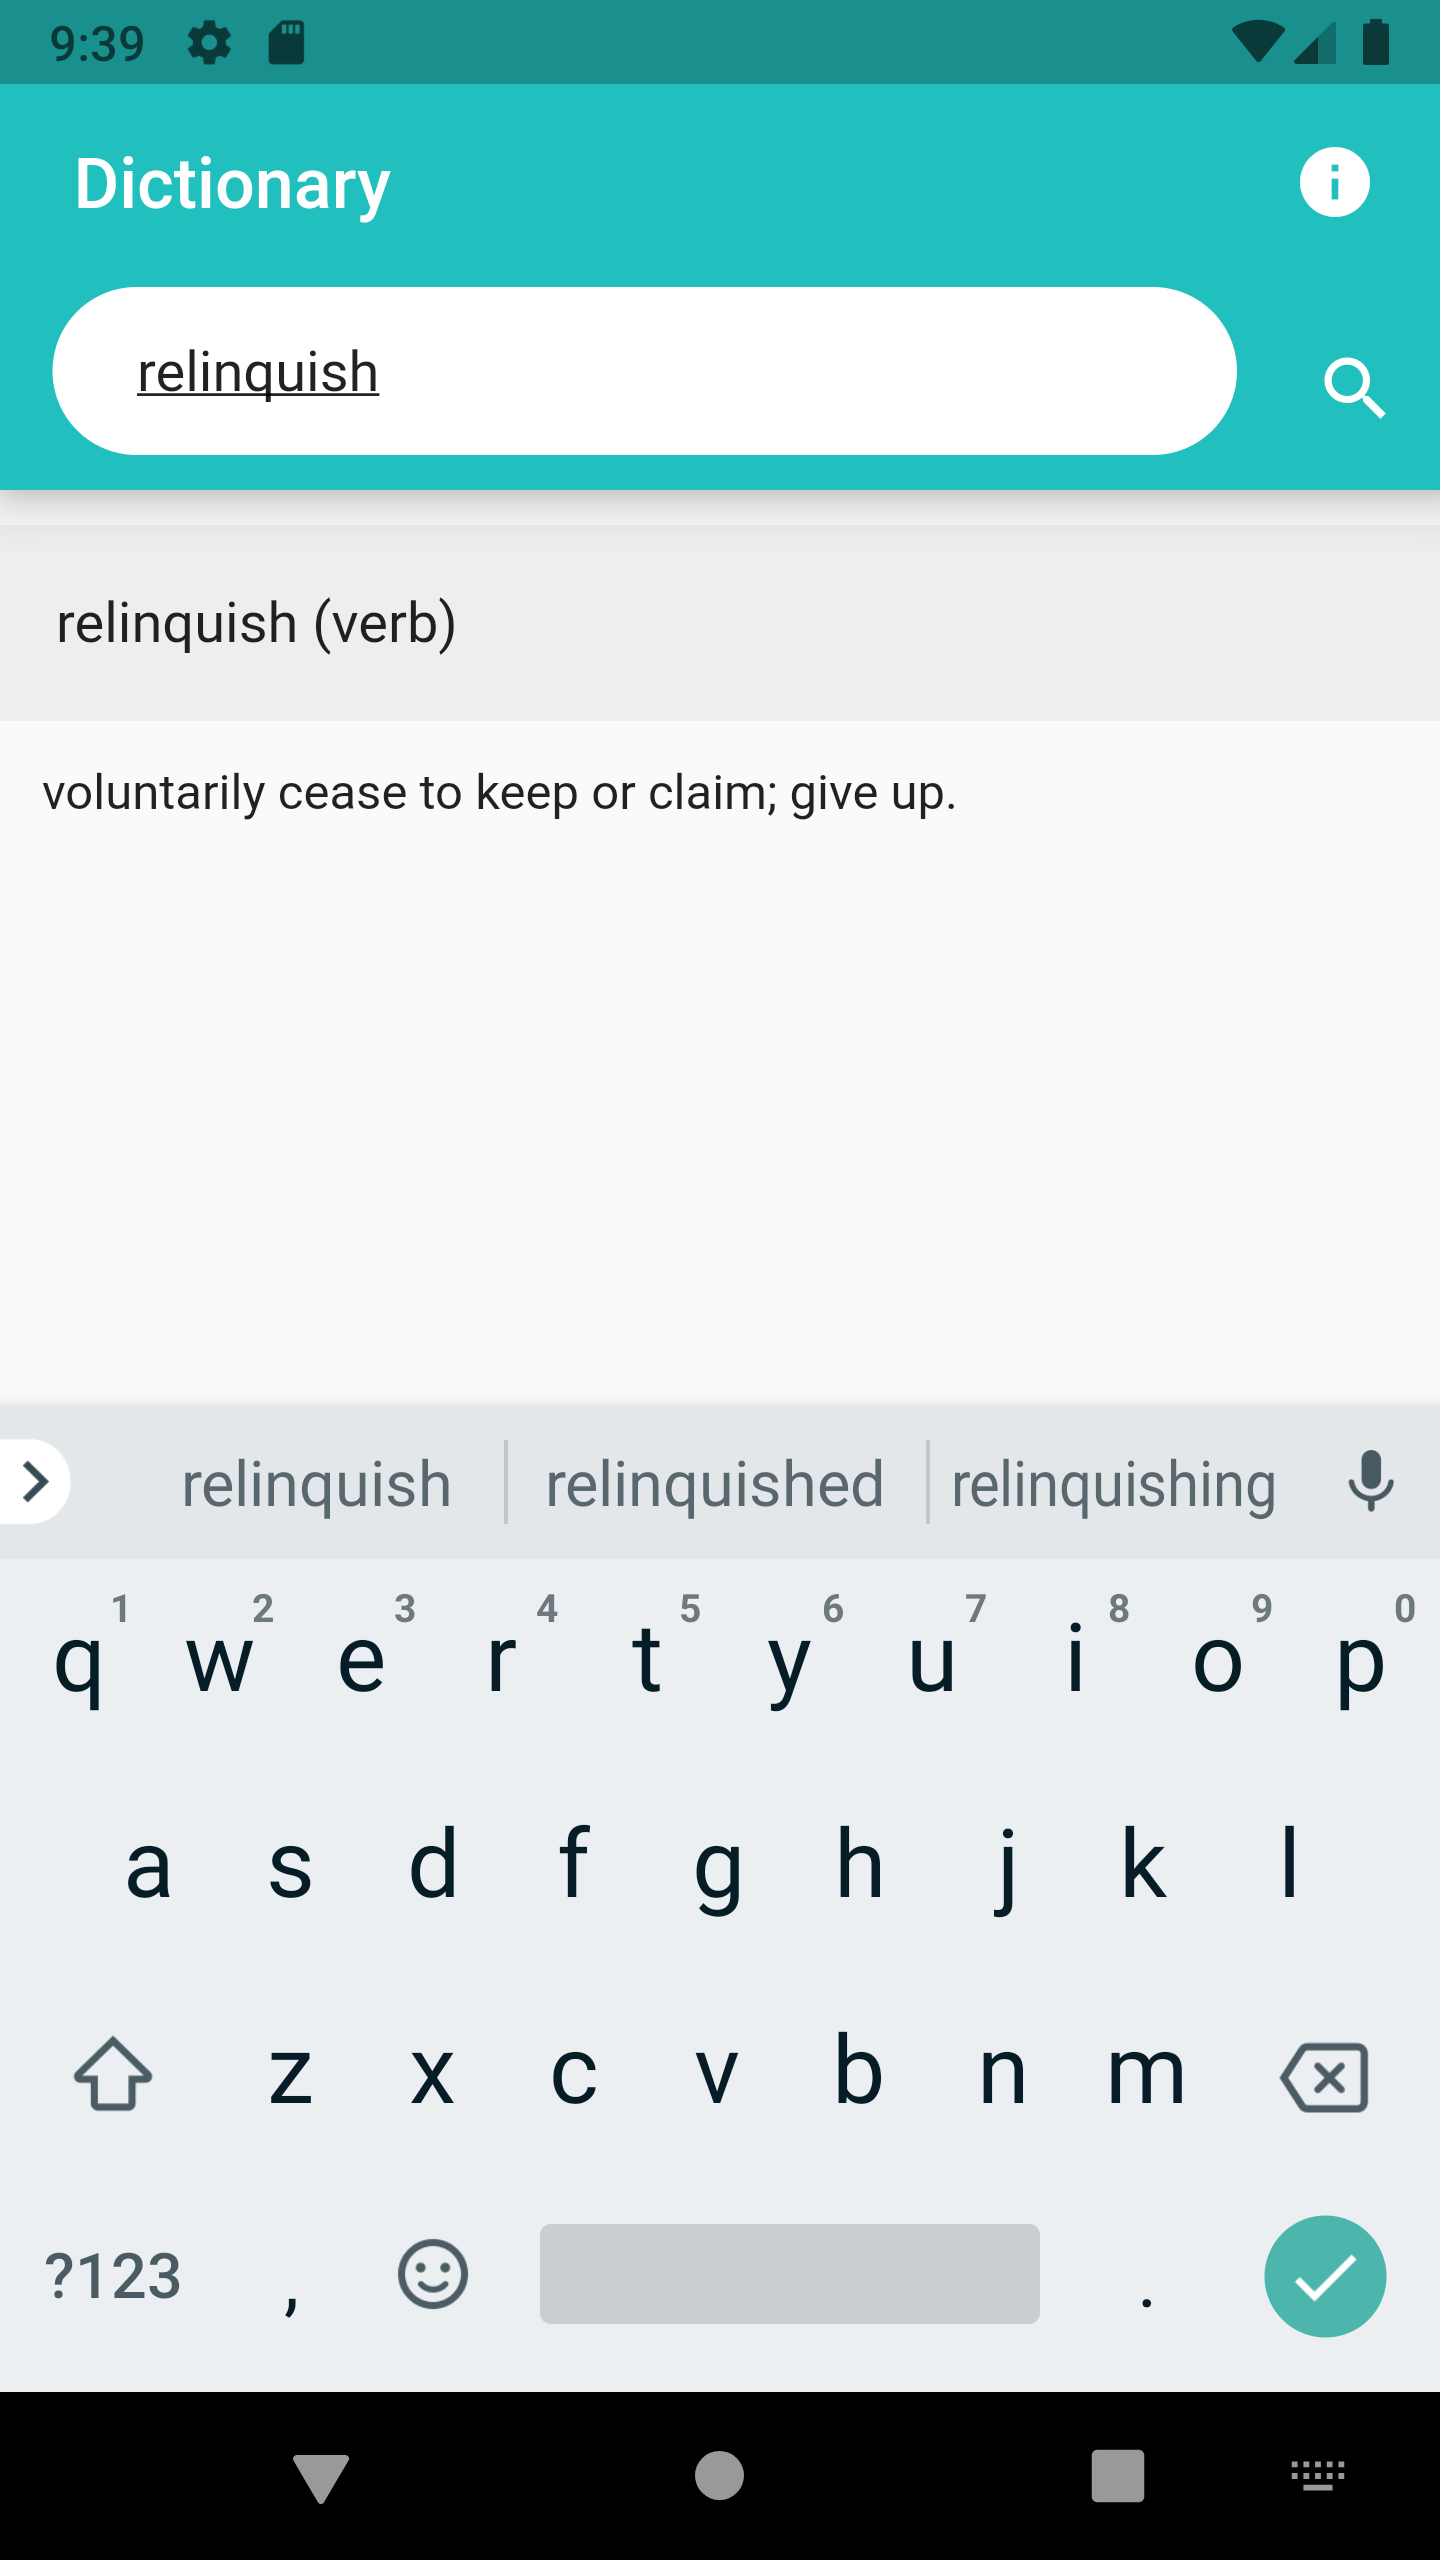 9:39
Dictionary
relinquish
relinquish (verb)
voluntarily cease to keep or claim; give up.
relinquish relinquished relinquishing
1 2 3 4 5 6 7 8 9 0
q w e r t y u i o p
a s d f g h j k l
z x c v b n m
?123 , .